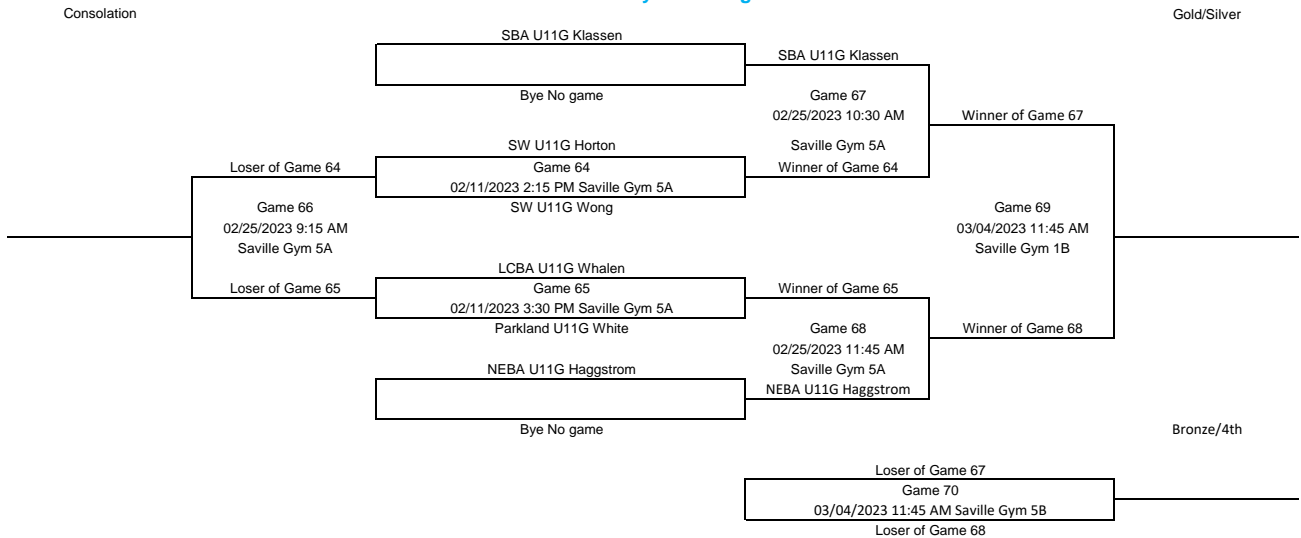 Consolation
Gold/Silver
SBA U11G Klassen
SBA U11G Klassen
Bye No game
Game 67
02/25/2023 10:30 AM
Winner of Game 67
SW U11G Horton
Saville Gym 5A
Loser of Game 64
Game 64
Winner of Game 64
02/11/2023 2:15 PM Saville Gym 5A
Game 66
SW U11G Wong
Game 69
02/25/2023 9:15 AM
03/04/2023 11:45 AM
Saville Gym 5A
Saville Gym 1B
LCBA U11G Whalen
Loser of Game 65
Game 65
Winner of Game 65
02/11/2023 3:30 PM Saville Gym 5A
Parkland U11G White
Game 68
Winner of Game 68
02/25/2023 11:45 AM
NEBA U11G Haggstrom
Saville Gym 5A
NEBA U11G Haggstrom
Bye No game
Bronze/4th
Loser of Game 67
Game 70
03/04/2023 11:45 AM Saville Gym 5B
Loser of Game 68